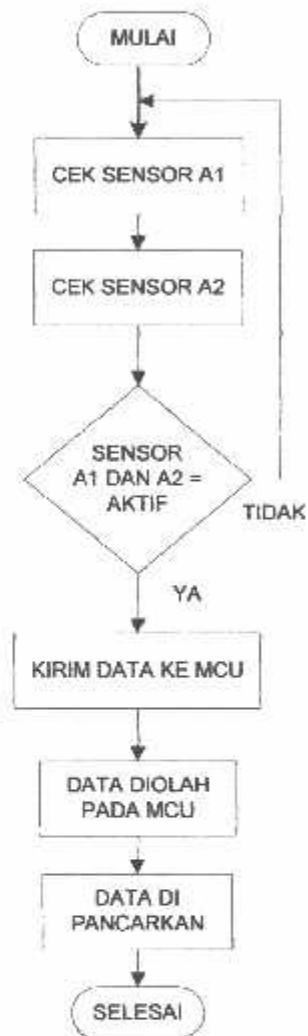 MULAI
CEK SENSOR A1
CEK SENSOR A2
SENSOR
A1 DAN A2 =
AKTIF
TIDAK
YA
KIRIM DATA KE MCU
DATA DIOLAH
PADA MCU
DATA DI
PANCARKAN
SELESAI